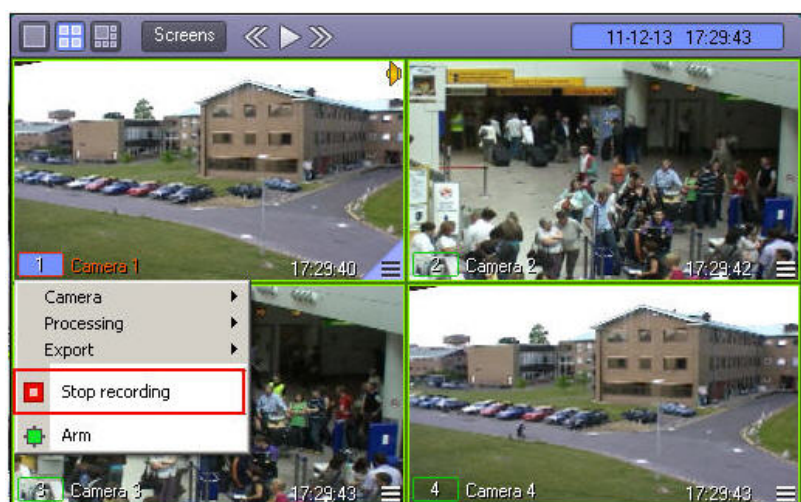 Screens
11-12-13 17:29:43
1 Camera 1 17:29:40
2 Camera 2 17:29:42
Camera
Processing
Export
Stop recording
Arm
3 Camera 3 17:29:43
4 Camera 4 17:29:43